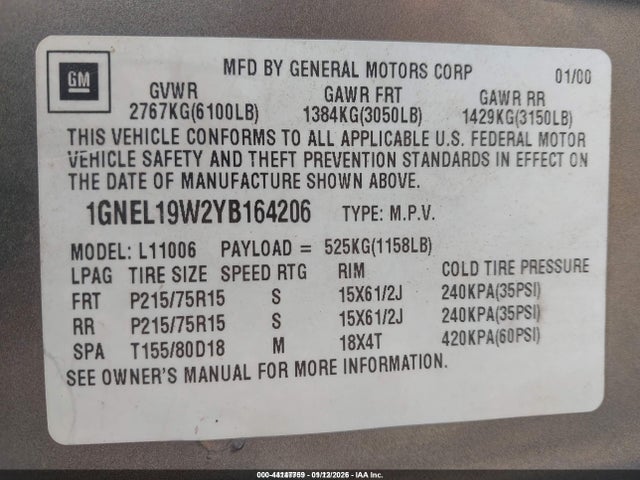 GM
MFD BY GENERAL MOTORS CORP 01/00
GVWR GAWR FRT GAWR RR
2767KG(6100LB) 1384KG(3050LB) 1429KG(3150LB)
THIS VEHICLE CONFORMS TO ALL APPLICABLE U.S. FEDERAL MOTOR
VEHICLE SAFETY AND THEFT PREVENTION STANDARDS IN EFFECT ON
THE DATE OF MANUFACTURE SHOWN ABOVE.
1GNEL19W2YB164206 TYPE: M.P.V.
MODEL: L11006 PAYLOAD = 525KG(1158LB)
LPAG TIRE SIZE SPEED RTG RIM COLD TIRE PRESSURE
FRT P215/75R15 S 15X61/2J 240KPA(35PSI)
RR P215/75R15 S 15X61/2J 240KPA(35PSI)
SPA T155/80D18 M 18X4T 420KPA(60PSI)
SEE OWNER'S MANUAL FOR MORE INFORMATION.
IAA Inc.